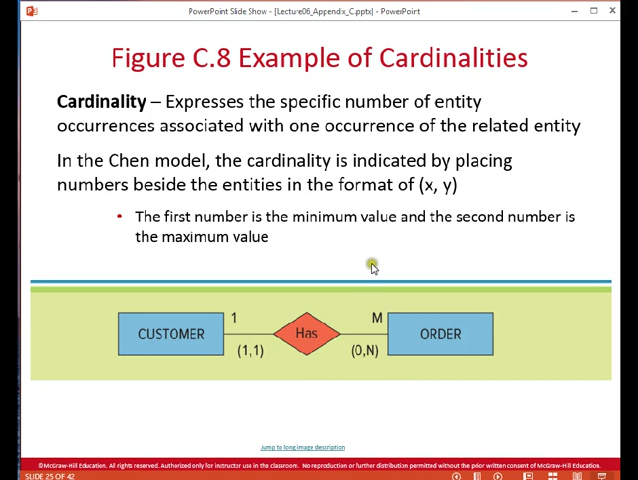 PowerPoint Slide Show - [Lecture06_Appendix_C.pptx] - PowerPoint
Figure C.8 Example of Cardinalities
Cardinality – Expresses the specific number of entity
occurrences associated with one occurrence of the related entity
In the Chen model, the cardinality is indicated by placing
numbers beside the entities in the format of (x, y)
• The first number is the minimum value and the second number is
the maximum value
1 M
CUSTOMER Has ORDER
(1,1) (0,N)
Jump to long image description
©McGraw-Hill Education. All rights reserved. Authorized only for instructor use in the classroom. No reproduction or further distribution permitted without the prior written consent of McGraw-Hill Education.
SLIDE 25 OF 42